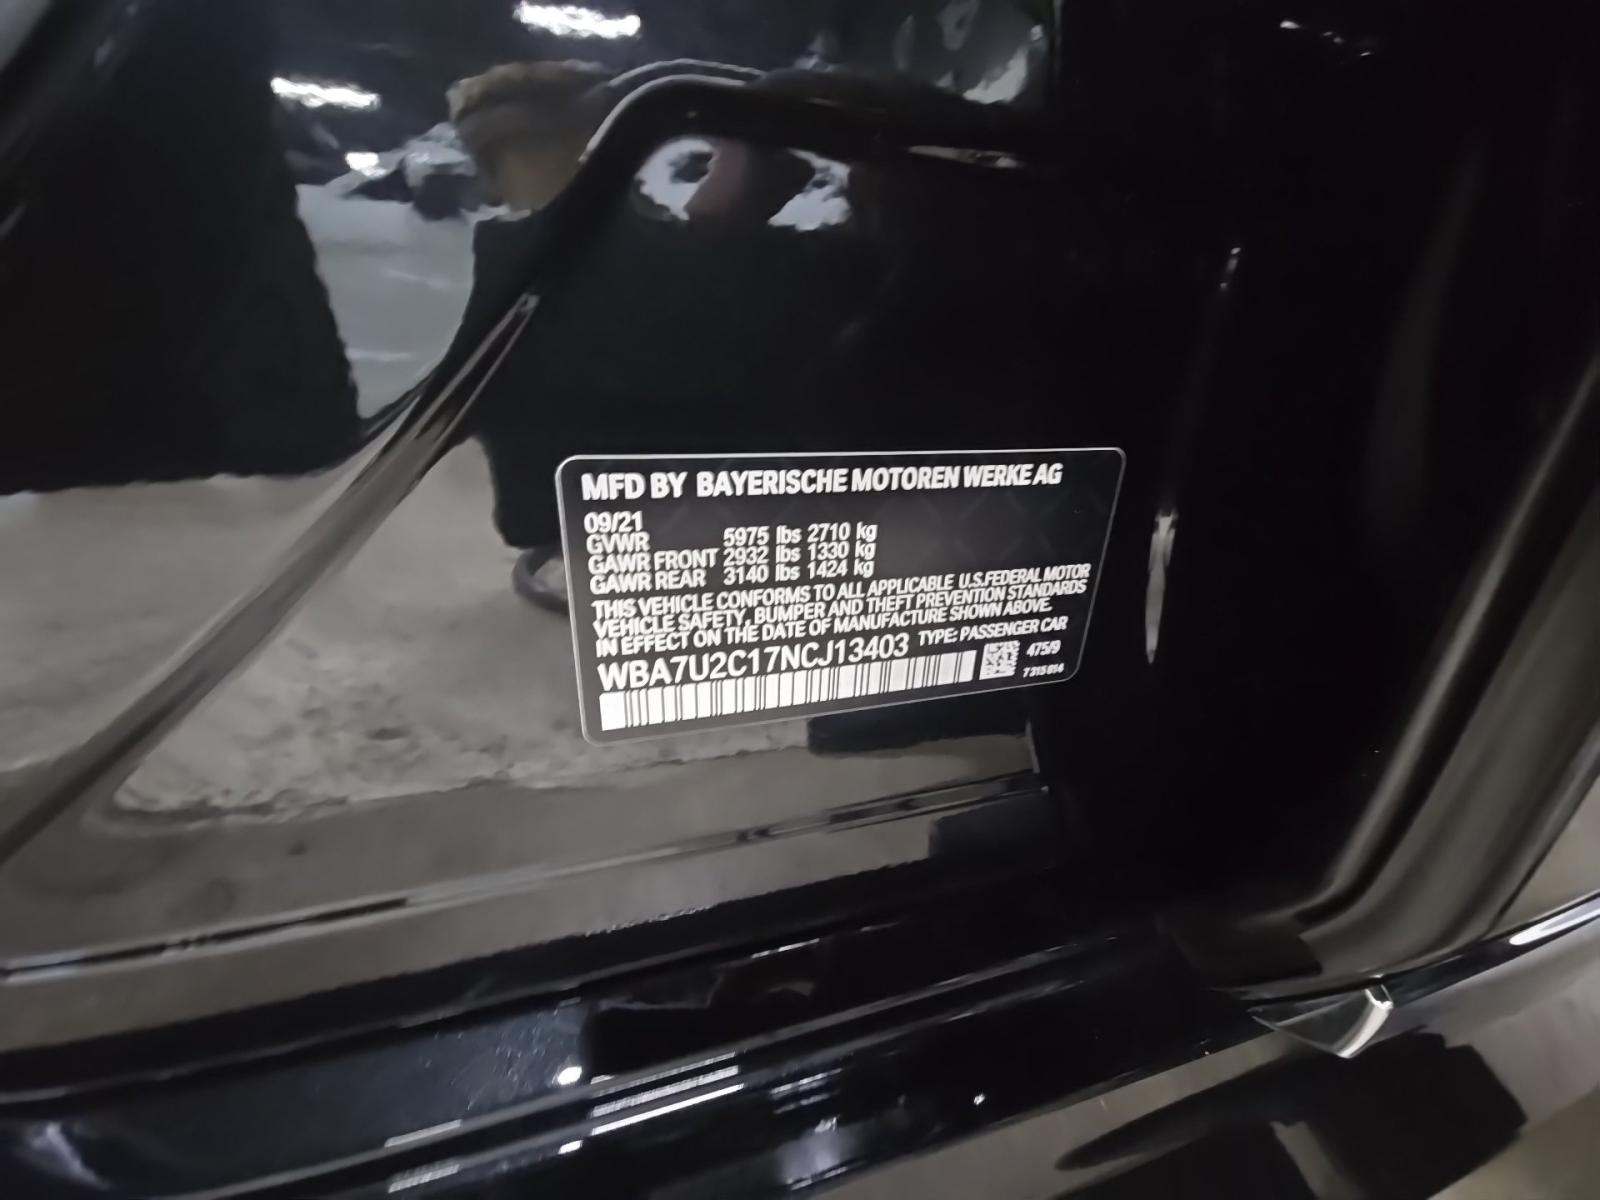 MFD BY BAYERISCHE MOTOREN WERKE AG
09/21
GVWR 5975 lbs 2710 kg
GAWR FRONT 2932 lbs 1330 kg
GAWR REAR 3140 lbs 1424 kg
THIS VEHICLE CONFORMS TO ALL APPLICABLE U.S.FEDERAL MOTOR
VEHICLE SAFETY, BUMPER AND THEFT PREVENTION STANDARDS
IN EFFECT ON THE DATE OF MANUFACTURE SHOWN ABOVE.
WBA7U2C17NCJ13403 TYPE: PASSENGER CAR
475/9